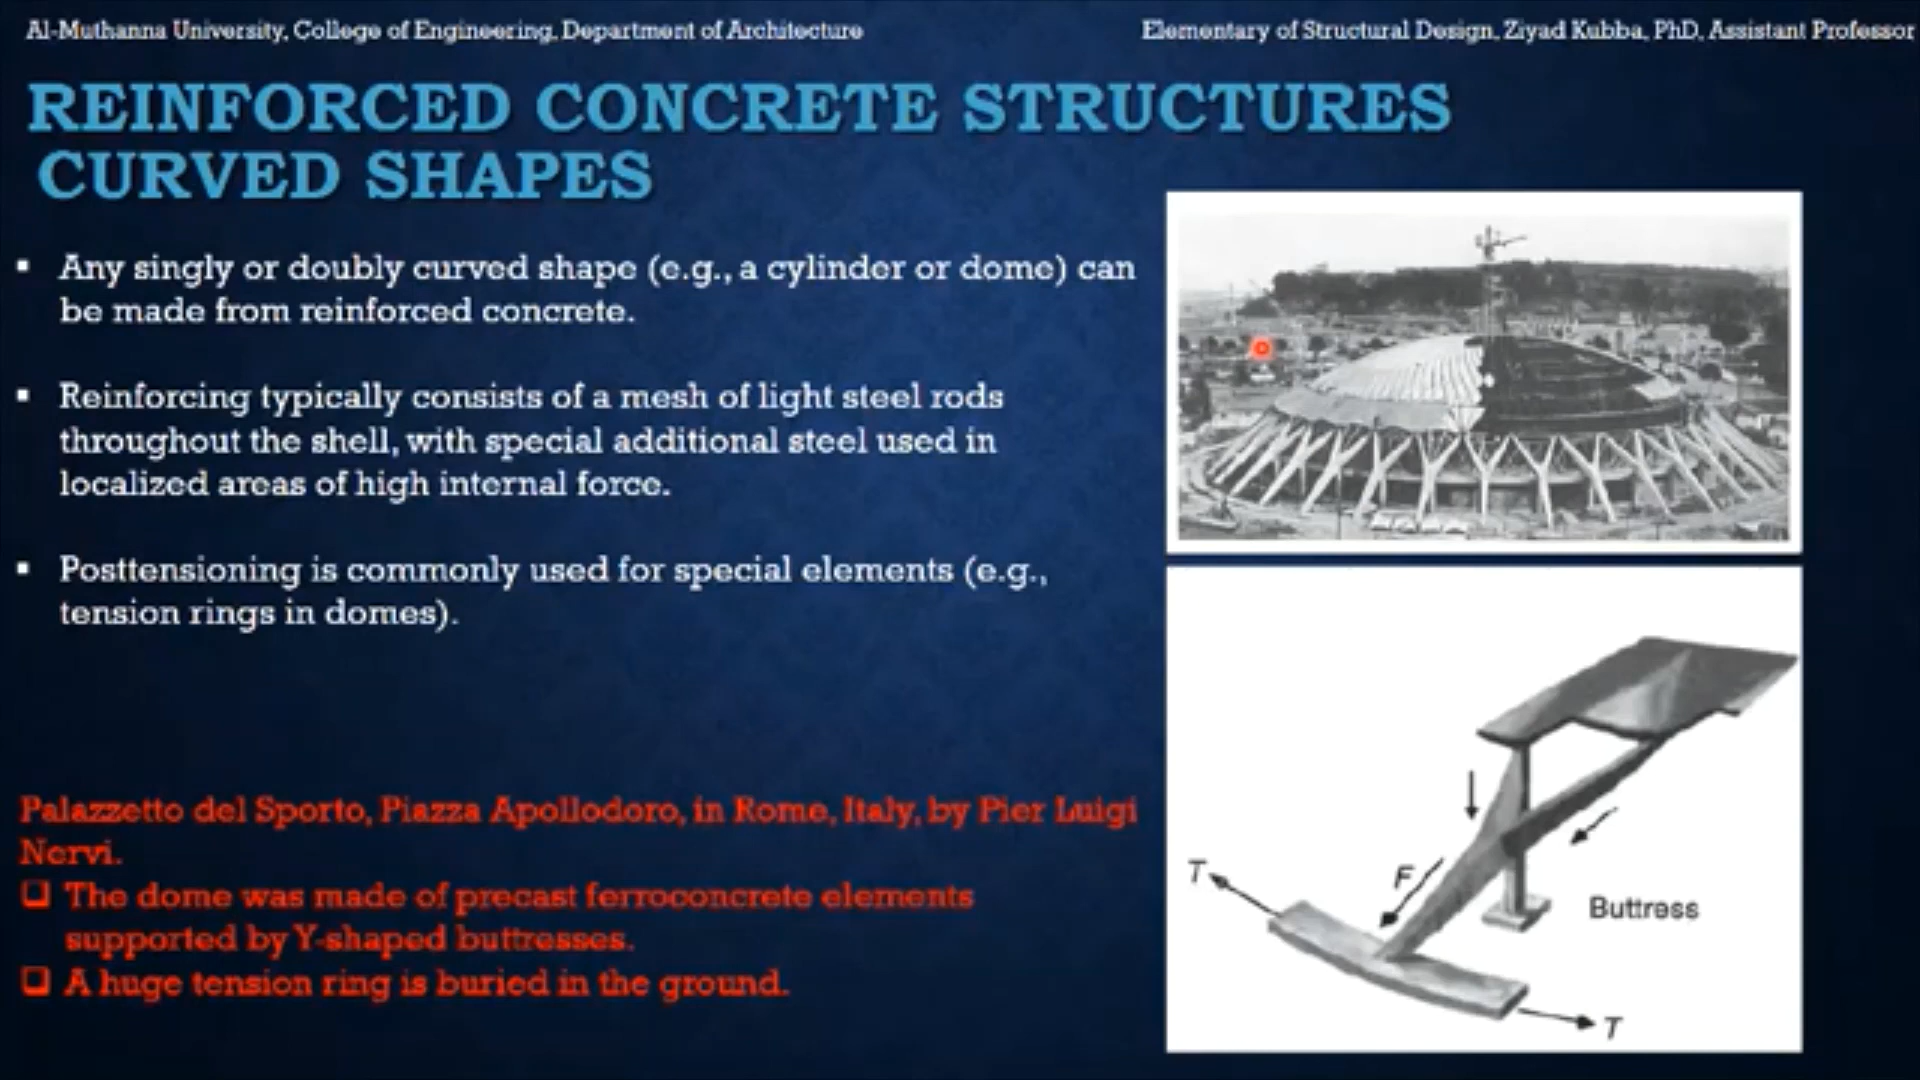 Al-Muthanna University, College of Engineering, Department of Architecture
Elementary of Structural Design, Ziyad Kubba, PhD, Assistant Professor
REINFORCED CONCRETE STRUCTURES
CURVED SHAPES
▪ Any singly or doubly curved shape (e.g., a cylinder or dome) can
be made from reinforced concrete.
▪ Reinforcing typically consists of a mesh of light steel rods
throughout the shell, with special additional steel used in
localized areas of high internal force.
▪ Posttensioning is commonly used for special elements (e.g.,
tension rings in domes).
Palazzetto del Sporto, Piazza Apollodoro, in Rome, Italy, by Pier Luigi
Nervi.
❑ The dome was made of precast ferroconcrete elements
supported by Y-shaped buttresses.
❑ A huge tension ring is buried in the ground.
T
F
Buttress
T